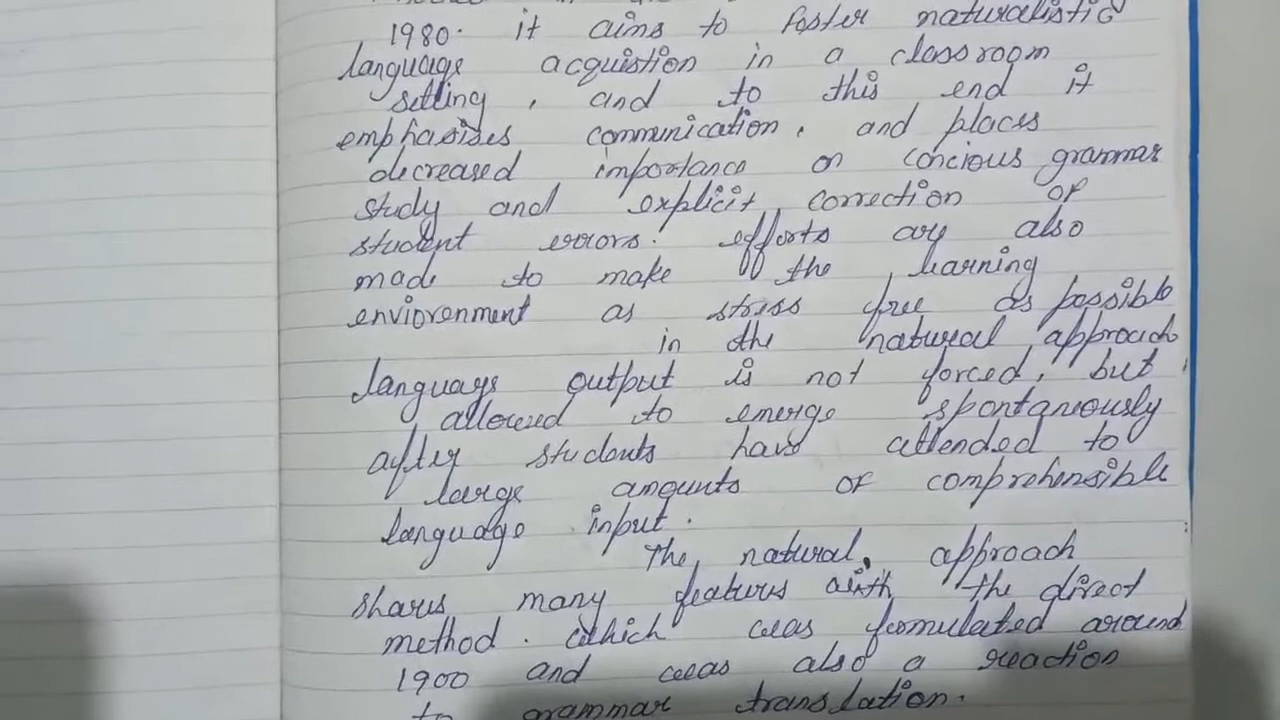 1980. it aims to foster naturalistic
language acquistion in a classroom
setting, and to this end it
emphasises communication, and places
decreased importance on concious grammar
study and explicit correction of
student errors. efforts are also
made to make the learning
enviorenment as stress free as possible
in the natural approach
language output is not forced, but
allowed to emerge spontaneously
after students have attended to
large amounts of comprehensible
language input.
The natural approach
shares many features with the direct
method. which was formulated around
1900 and was also a reaction
to grammar translation.